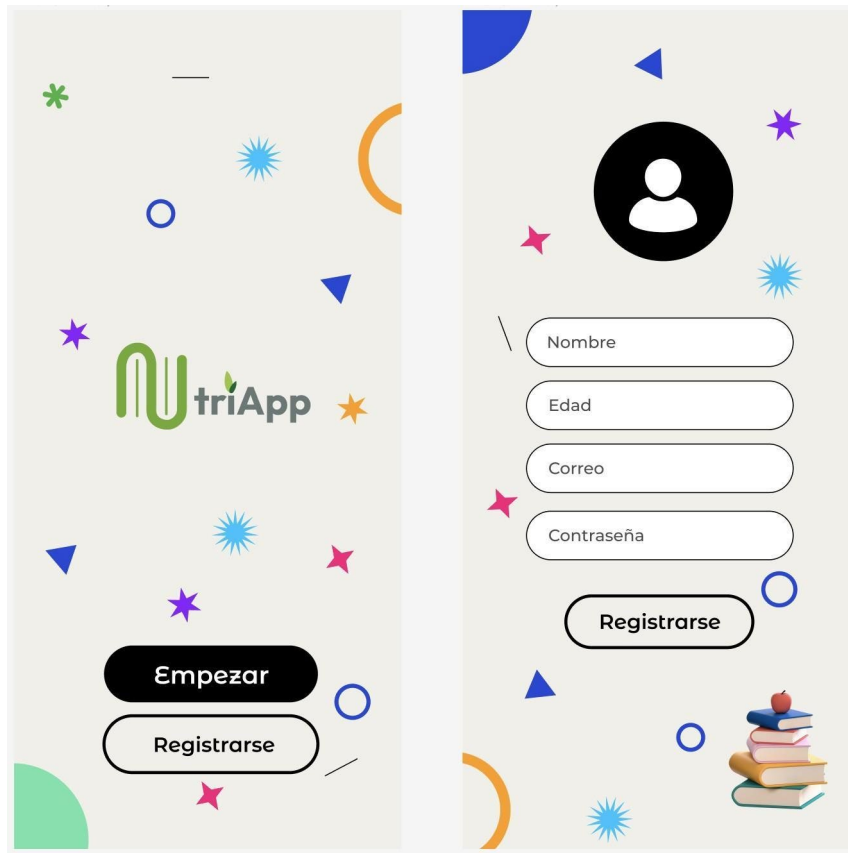 NutriApp
Empezar
Registrarse
Nombre
Edad
Correo
Contraseña
Registrarse